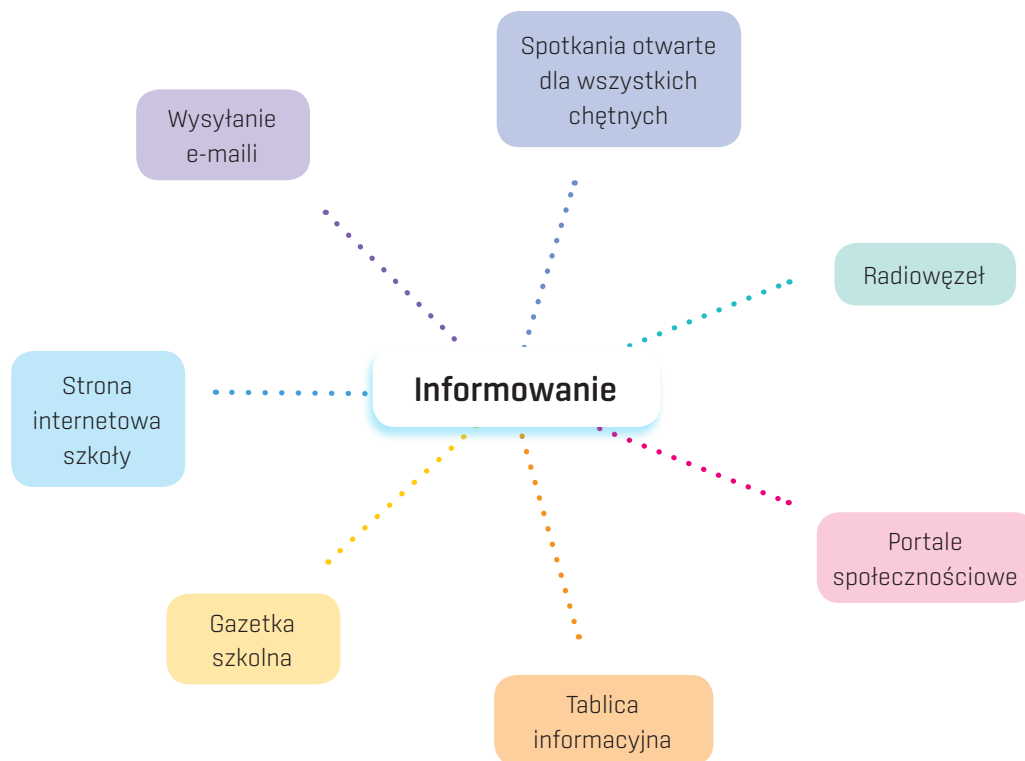 Spotkania otwarte
dla wszystkich
chętnych
Wysyłanie
e-maili
Radiowęzeł
Strona
internetowa
szkoły
Informowanie
Portale
społecznościowe
Gazetka
szkolna
Tablica
informacyjna